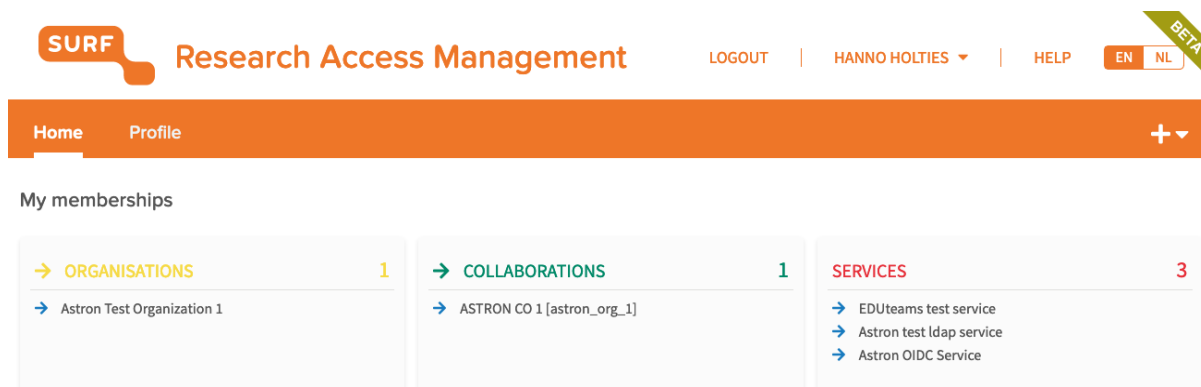 SURF
Research Access Management
LOGOUT
HANNO HOLTIES
HELP
EN NL
BETA
Home Profile
My memberships
ORGANISATIONS 1
Astron Test Organization 1
COLLABORATIONS 1
ASTRON CO 1 [astron_org_1]
SERVICES 3
EDUteams test service
Astron test ldap service
Astron OIDC Service